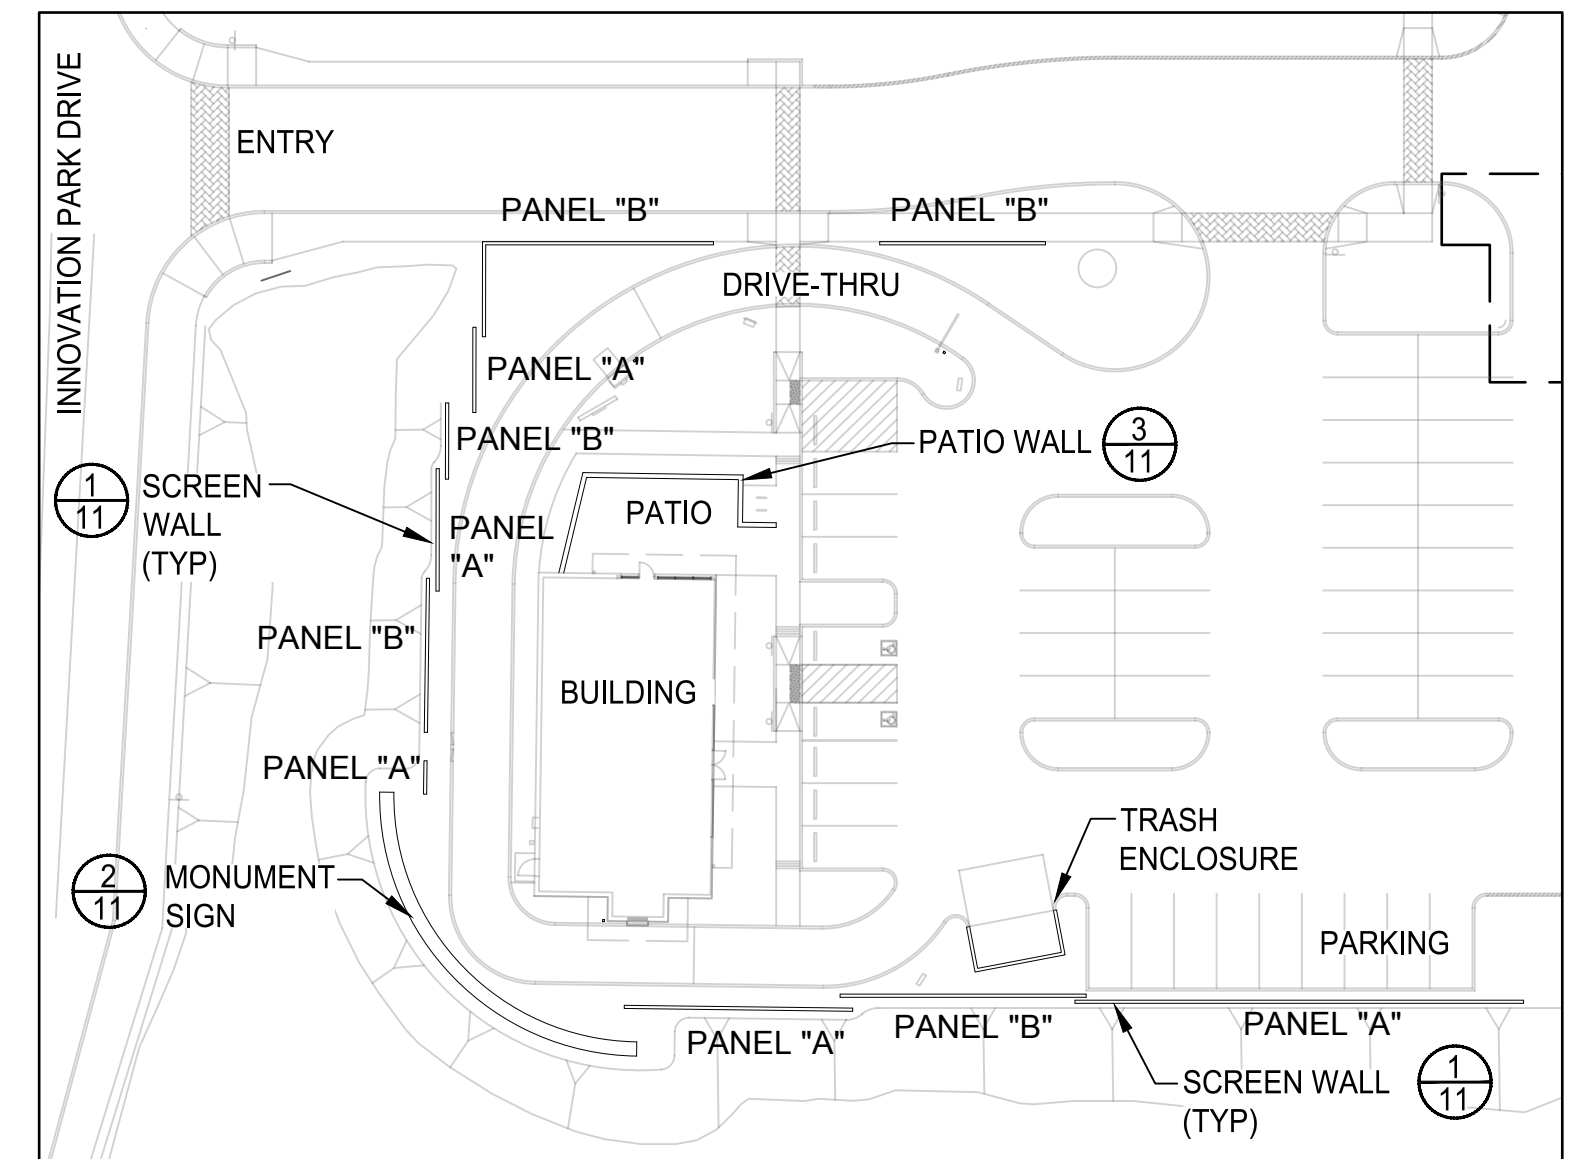 INNOVATION PARK DRIVE
ENTRY
PANEL "B"
PANEL "B"
DRIVE-THRU
PANEL "A"
PANEL "B"
PATIO WALL
3
11
1
11
SCREEN
WALL
(TYP)
PANEL
"A"
PATIO
PANEL "B"
BUILDING
PANEL "A"
TRASH
ENCLOSURE
2
11
MONUMENT
SIGN
PARKING
PANEL "A"
PANEL "B"
PANEL "A"
SCREEN WALL
(TYP)
1
11